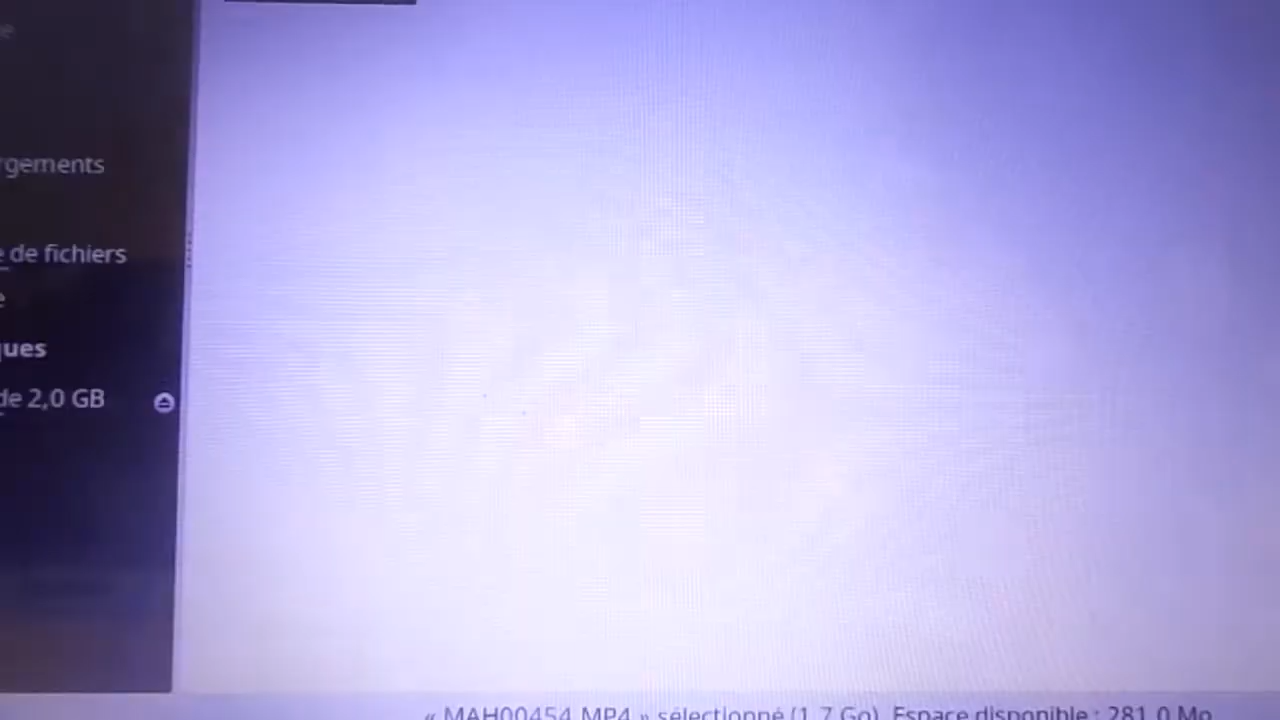 rgements
de fichiers
ques
de 2,0 GB
« MAH00454.MP4 » sélectionné (1,7 Go), Espace disponible : 281,0 Mo